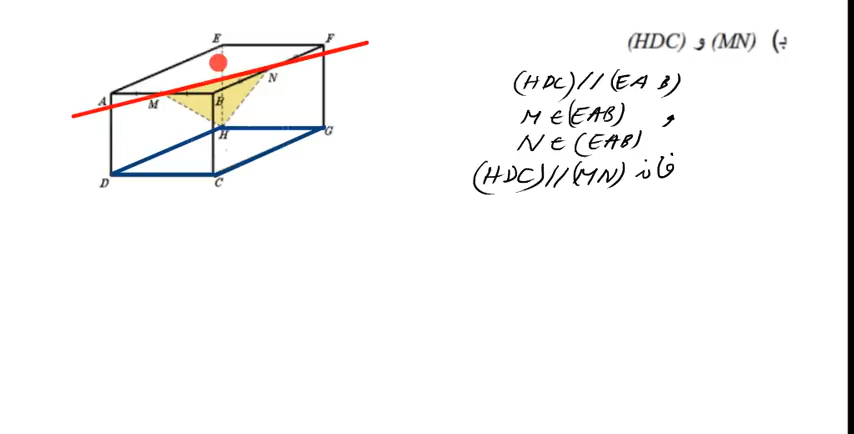 E
F
A
M
B
N
H
G
D
C
ب) (MN) و (HDC)
(HDC)//(EAB)
M∈(EAB) و
N∈(EAB)
فإن (HDC)//(MN)